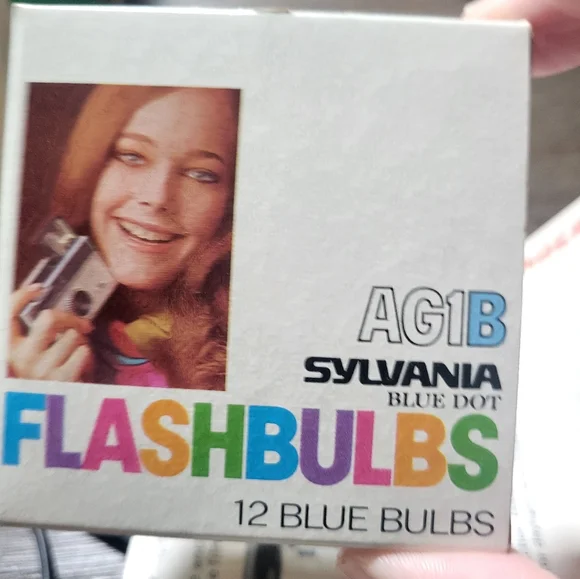 AG1B
SYLVANIA
BLUE DOT
FLASHBULBS
12 BLUE BULBS